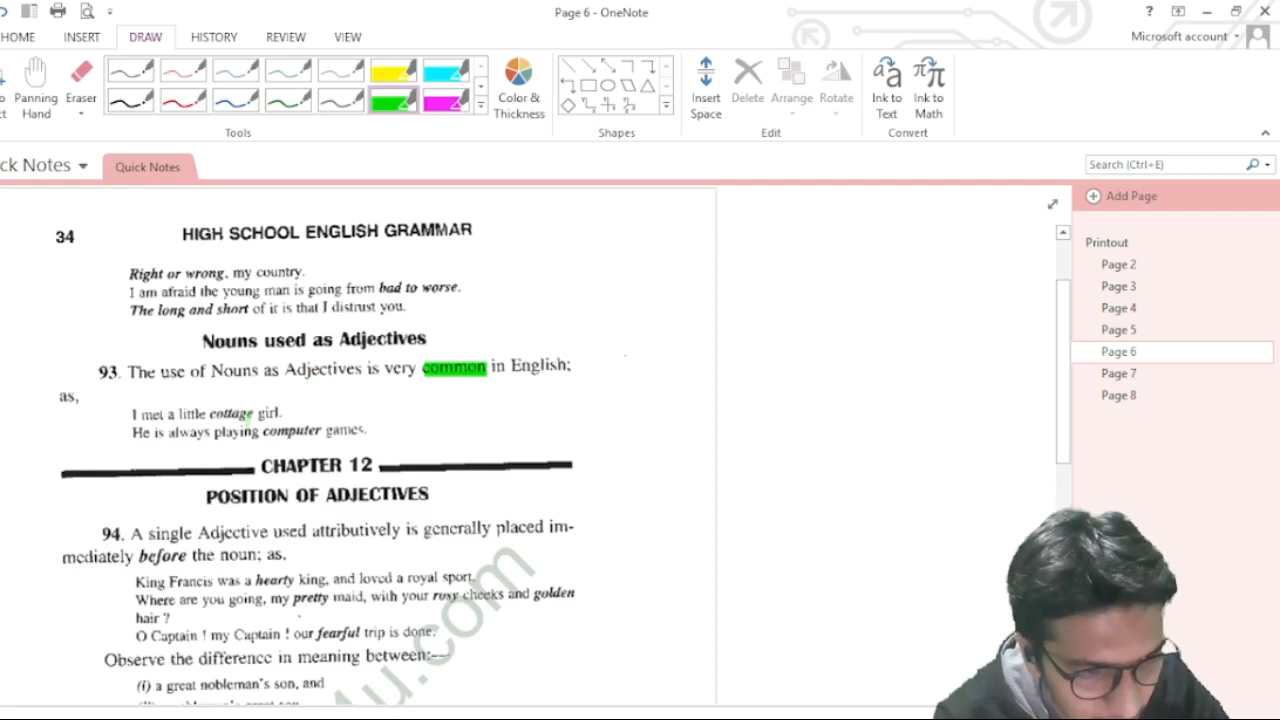 Page 6 - OneNote
?
HOME INSERT DRAW HISTORY REVIEW VIEW
Microsoft account
Panning Hand
Eraser
Color & Thickness
Insert Space
Delete
Arrange
Rotate
Ink to Text
Ink to Math
Tools
Shapes
Edit
Convert
ck Notes
Quick Notes
Search (Ctrl+E)
Add Page
Printout
Page 2
Page 3
Page 4
Page 5
Page 6
Page 7
Page 8
34 HIGH SCHOOL ENGLISH GRAMMAR
Right or wrong, my country.
I am afraid the young man is going from bad to worse.
The long and short of it is that I distrust you.
Nouns used as Adjectives
93. The use of Nouns as Adjectives is very common in English;
as,
I met a little cottage girl.
He is always playing computer games.
CHAPTER 12
POSITION OF ADJECTIVES
94. A single Adjective used attributively is generally placed im-
mediately before the noun; as,
King Francis was a hearty king, and loved a royal sport.
Where are you going, my pretty maid, with your rosy cheeks and golden
hair ?
O Captain ! my Captain ! our fearful trip is done.
Observe the difference in meaning between:—
(i) a great nobleman's son, and
4u.com